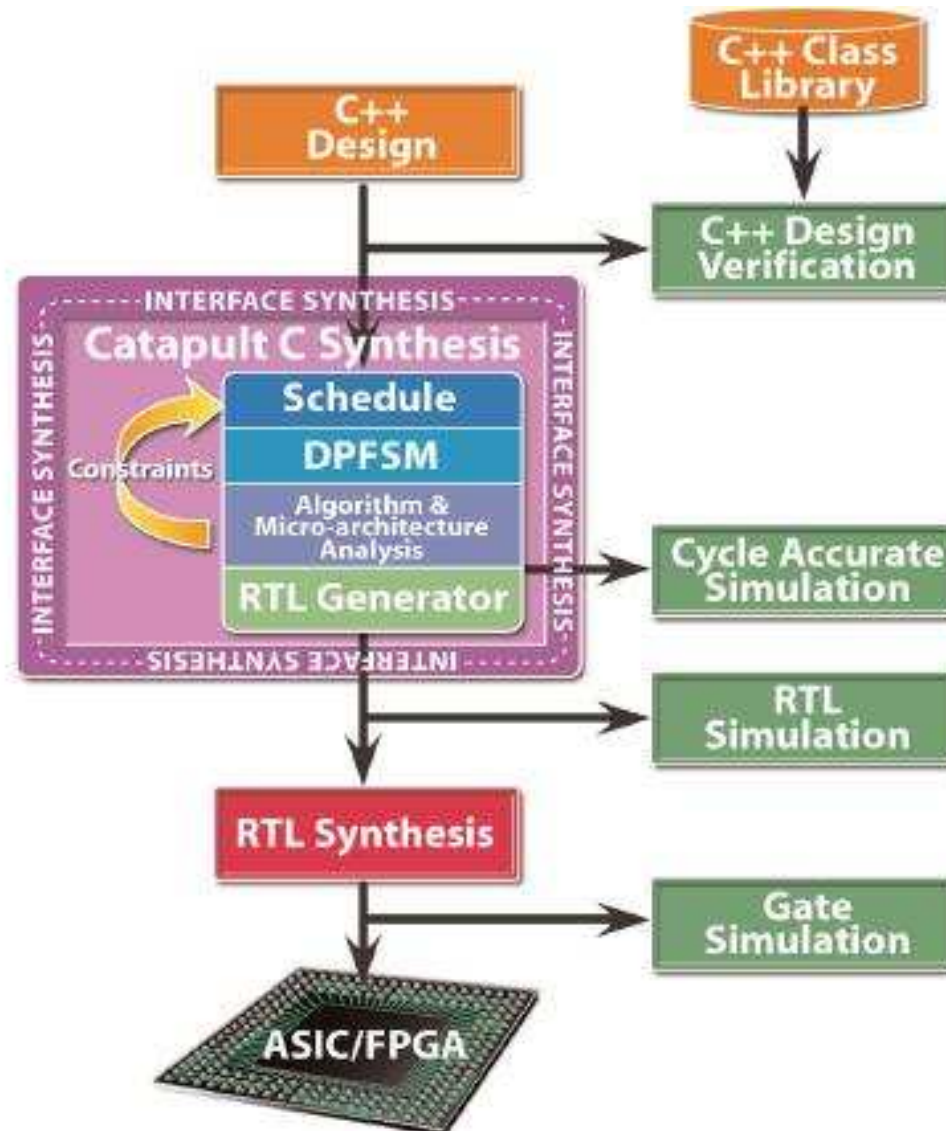 C++ Class
Library
C++
Design
C++ Design
Verification
INTERFACE SYNTHESIS
INTERFACE SYNTHESIS
INTERFACE SYNTHESIS
INTERFACE SYNTHESIS
Catapult C Synthesis
Schedule
DPFSM
Constraints
Algorithm &
Micro-architecture
Analysis
RTL Generator
Cycle Accurate
Simulation
RTL
Simulation
RTL Synthesis
Gate
Simulation
ASIC/FPGA